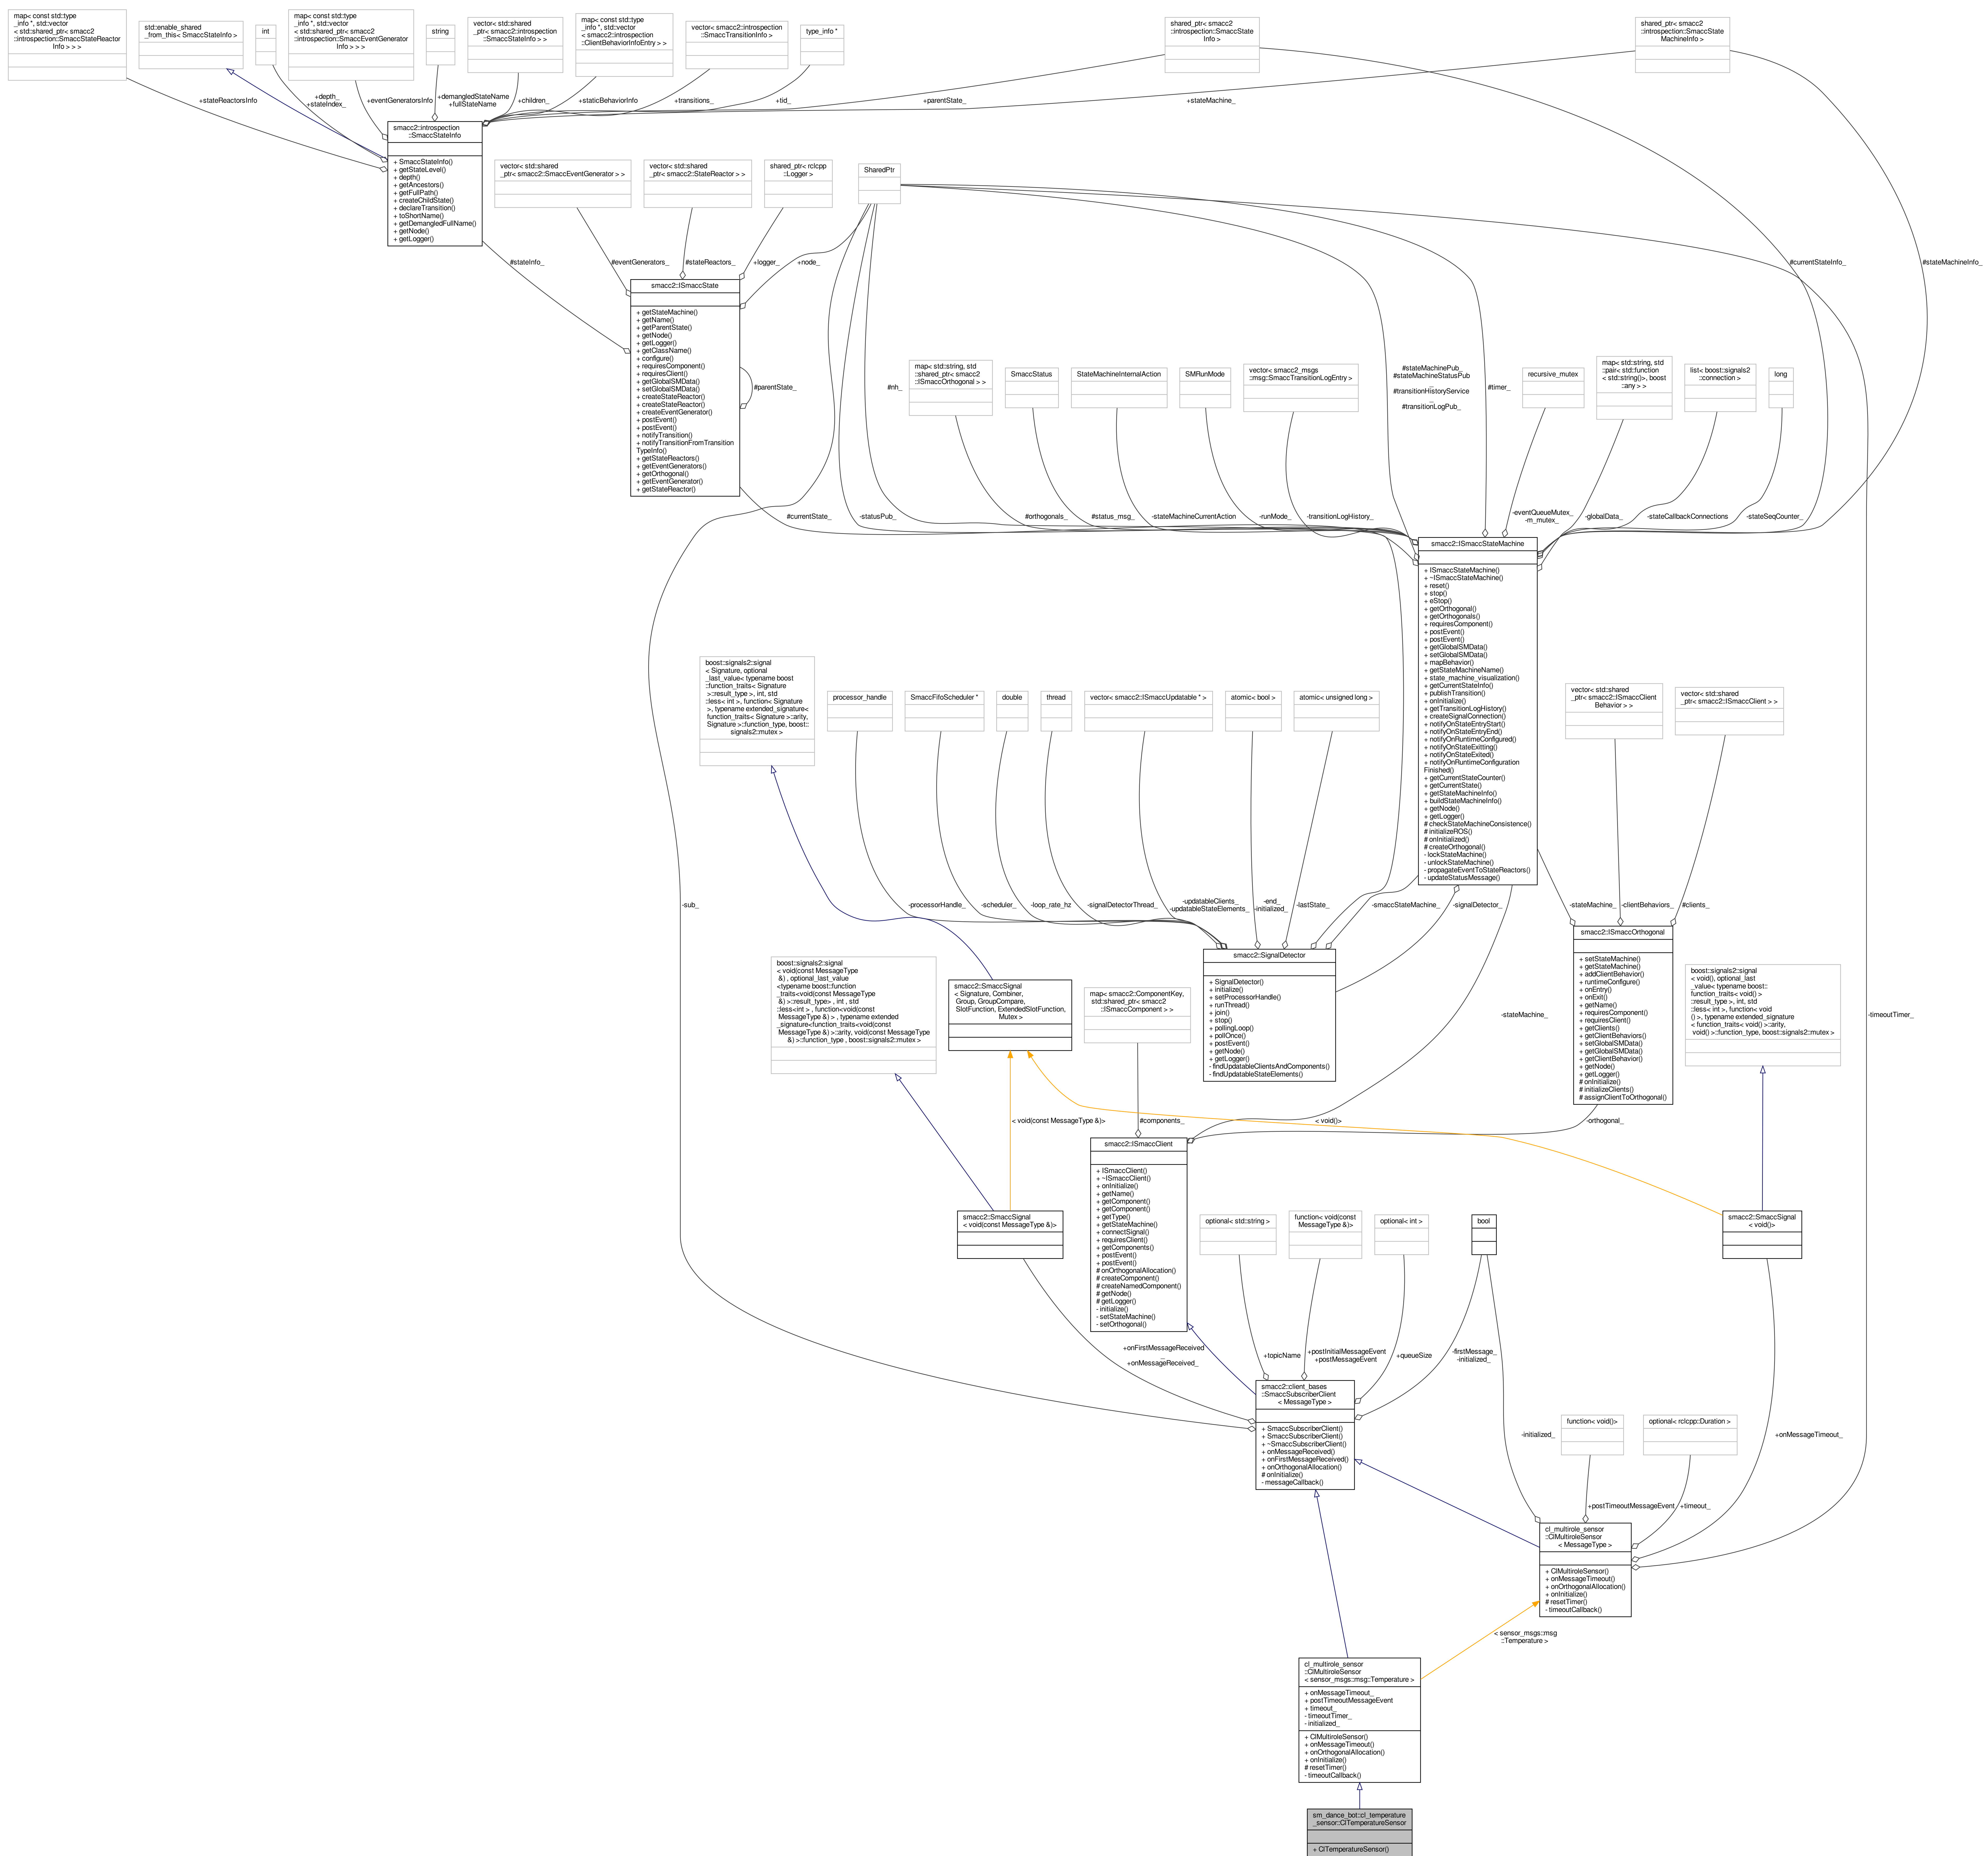 map< const std::type
_info *, std::vector
< std::shared_ptr< smacc2
::introspection::SmaccStateReactor
Info > > >
std::enable_shared
_from_this< SmaccStateInfo >
int
map< const std::type
_info *, std::vector
< std::shared_ptr< smacc2
::introspection::SmaccEventGenerator
Info > > >
string
vector< std::shared
_ptr< smacc2::introspection
::SmaccStateInfo > >
map< const std::type
_info *, std::vector
< smacc2::introspection
::ClientBehaviorInfoEntry > >
vector< smacc2::introspection
::SmaccTransitionInfo >
type_info *
shared_ptr< smacc2
::introspection::SmaccState
Info >
shared_ptr< smacc2
::introspection::SmaccState
MachineInfo >
+stateReactorsInfo
+depth_
+stateIndex_
+eventGeneratorsInfo
+demangledStateName
+fullStateName
+children_
+staticBehaviorInfo
+transitions_
+tid_
+parentState_
+stateMachine_
smacc2::introspection
::SmaccStateInfo
+ SmaccStateInfo()
+ getStateLevel()
+ depth()
+ getAncestors()
+ getFullPath()
+ createChildState()
+ declareTransition()
+ toShortName()
+ getDemangledFullName()
+ getNode()
+ getLogger()
vector< std::shared
_ptr< smacc2::SmaccEventGenerator > >
vector< std::shared
_ptr< smacc2::StateReactor > >
shared_ptr< rclcpp
::Logger >
SharedPtr
#stateInfo_
#eventGenerators_
#stateReactors_
+logger_
+node_
#currentStateInfo_
#stateMachineInfo_
smacc2::ISmaccState
+ getStateMachine()
+ getName()
+ getParentState()
+ getNode()
+ getLogger()
+ getClassName()
+ configure()
+ requiresComponent()
+ requiresClient()
+ getGlobalSMData()
+ setGlobalSMData()
+ createStateReactor()
+ createStateReactor()
+ createEventGenerator()
+ postEvent()
+ postEvent()
+ notifyTransition()
+ notifyTransitionFromTransition
TypeInfo()
+ getStateReactors()
+ getEventGenerators()
+ getOrthogonal()
+ getEventGenerator()
+ getStateReactor()
#parentState_
#nh_
map< std::string, std
::shared_ptr< smacc2
::ISmaccOrthogonal > >
SmaccStatus
StateMachineInternalAction
SMRunMode
vector< smacc2_msgs
::msg::SmaccTransitionLogEntry >
#stateMachinePub_
#stateMachineStatusPub
_
#transitionHistoryService
_
#transitionLogPub_
#timer_
recursive_mutex
map< std::string, std
::pair< std::function
< std::string()>, boost
::any > >
list< boost::signals2
::connection >
long
#currentState_
-statusPub_
#orthogonals_
#status_msg_
-stateMachineCurrentAction
-runMode_
-transitionLogHistory_
-eventQueueMutex_
-m_mutex_
-globalData_
-stateCallbackConnections
-stateSeqCounter_
smacc2::ISmaccStateMachine
+ ISmaccStateMachine()
+ ~ISmaccStateMachine()
+ reset()
+ stop()
+ eStop()
+ getOrthogonal()
+ getOrthogonals()
+ requiresComponent()
+ postEvent()
+ postEvent()
+ getGlobalSMData()
+ setGlobalSMData()
+ mapBehavior()
+ getStateMachineName()
+ state_machine_visualization()
+ getCurrentStateInfo()
+ publishTransition()
+ onInitialize()
+ getTransitionLogHistory()
+ createSignalConnection()
+ notifyOnStateEntryStart()
+ notifyOnStateEntryEnd()
+ notifyOnRuntimeConfigured()
+ notifyOnStateExitting()
+ notifyOnStateExited()
+ notifyOnRuntimeConfiguration
Finished()
+ getCurrentStateCounter()
+ getCurrentState()
+ getStateMachineInfo()
+ buildStateMachineInfo()
+ getNode()
+ getLogger()
# checkStateMachineConsistence()
# initializeROS()
# onInitialized()
# createOrthogonal()
- lockStateMachine()
- unlockStateMachine()
- propagateEventToStateReactors()
- updateStatusMessage()
boost::signals2::signal
< Signature, optional
_last_value< typename boost
::function_traits< Signature
>::result_type >, int, std
::less< int >, function< Signature
>, typename extended_signature<
function_traits< Signature >::arity,
Signature >::function_type, boost::
signals2::mutex >
processor_handle
SmaccFifoScheduler *
double
thread
vector< smacc2::ISmaccUpdatable * >
atomic< bool >
atomic< unsigned long >
vector< std::shared
_ptr< smacc2::ISmaccClient
Behavior > >
vector< std::shared
_ptr< smacc2::ISmaccClient > >
-sub_
-processorHandle_
-scheduler_
-loop_rate_hz
-signalDetectorThread_
-updatableClients_
-updatableStateElements_
-end_
-initialized_
-lastState_
-smaccStateMachine_
-signalDetector_
-stateMachine_
-clientBehaviors_
#clients_
smacc2::SignalDetector
+ SignalDetector()
+ initialize()
+ setProcessorHandle()
+ runThread()
+ join()
+ stop()
+ pollingLoop()
+ pollOnce()
+ postEvent()
+ getNode()
+ getLogger()
- findUpdatableClientsAndComponents()
- findUpdatableStateElements()
smacc2::ISmaccOrthogonal
+ setStateMachine()
+ getStateMachine()
+ addClientBehavior()
+ runtimeConfigure()
+ onEntry()
+ onExit()
+ getName()
+ requiresComponent()
+ requiresClient()
+ getClients()
+ getClientBehaviors()
+ setGlobalSMData()
+ getGlobalSMData()
+ getClientBehavior()
+ getNode()
+ getLogger()
# onInitialize()
# initializeClients()
# assignClientToOrthogonal()
boost::signals2::signal
< void(const MessageType
&) , optional_last_value
<typename boost::function
_traits<void(const MessageType
&) >::result_type> , int , std
::less<int > , function<void(const
MessageType &) > , typename extended
_signature<function_traits<void(const
MessageType &) >::arity, void(const MessageType
&) >::function_type , boost::signals2::mutex >
smacc2::SmaccSignal
< Signature, Combiner,
Group, GroupCompare,
SlotFunction, ExtendedSlotFunction,
Mutex >
map< smacc2::ComponentKey,
std::shared_ptr< smacc2
::ISmaccComponent > >
boost::signals2::signal
< void(), optional_last
_value< typename boost::
function_traits< void() >
::result_type >, int, std
::less< int >, function< void
() >, typename extended_signature
< function_traits< void() >::arity,
void() >::function_type, boost::signals2::mutex >
-stateMachine_
-timeoutTimer_
< void(const MessageType &)>
#components_
< void()>
-orthogonal_
smacc2::ISmaccClient
+ ISmaccClient()
+ ~ISmaccClient()
+ onInitialize()
+ getName()
+ getComponent()
+ getComponent()
+ getType()
+ getStateMachine()
+ connectSignal()
+ requiresClient()
+ getComponents()
+ postEvent()
+ postEvent()
# onOrthogonalAllocation()
# createComponent()
# createNamedComponent()
# getNode()
# getLogger()
- initialize()
- setStateMachine()
- setOrthogonal()
smacc2::SmaccSignal
< void(const MessageType &)>
optional< std::string >
function< void(const
MessageType &)>
optional< int >
bool
smacc2::SmaccSignal
< void()>
+onFirstMessageReceived
_
+onMessageReceived_
+topicName
+postInitialMessageEvent
+postMessageEvent
+queueSize
-firstMessage_
-initialized_
smacc2::client_bases
::SmaccSubscriberClient
< MessageType >
+ SmaccSubscriberClient()
+ SmaccSubscriberClient()
+ ~SmaccSubscriberClient()
+ onMessageReceived()
+ onFirstMessageReceived()
+ onOrthogonalAllocation()
# onInitialize()
- messageCallback()
function< void()>
optional< rclcpp::Duration >
-initialized_
+onMessageTimeout_
+postTimeoutMessageEvent
+timeout_
cl_multirole_sensor
::ClMultiroleSensor
< MessageType >
+ ClMultiroleSensor()
+ onMessageTimeout()
+ onOrthogonalAllocation()
+ onInitialize()
# resetTimer()
- timeoutCallback()
< sensor_msgs::msg
::Temperature >
cl_multirole_sensor
::ClMultiroleSensor
< sensor_msgs::msg::Temperature >
+ onMessageTimeout_
+ postTimeoutMessageEvent
+ timeout_
- timeoutTimer_
- initialized_
+ ClMultiroleSensor()
+ onMessageTimeout()
+ onOrthogonalAllocation()
+ onInitialize()
# resetTimer()
- timeoutCallback()
sm_dance_bot::cl_temperature
_sensor::ClTemperatureSensor
+ ClTemperatureSensor()